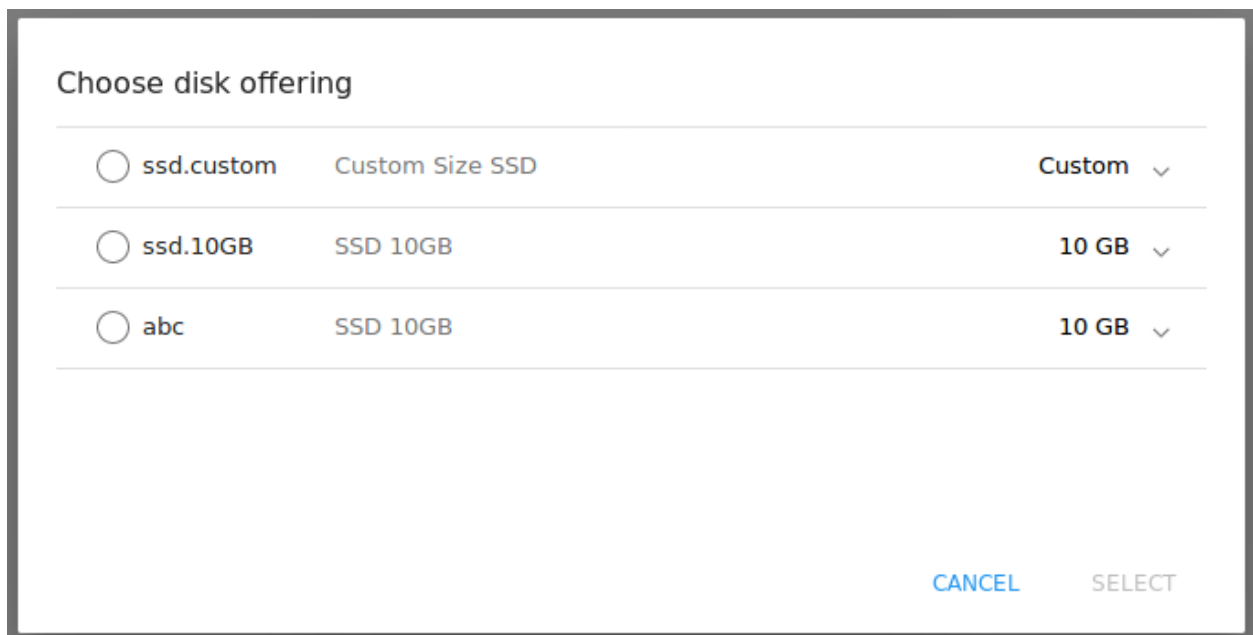 Choose disk offering
ssd.custom Custom Size SSD Custom
ssd.10GB SSD 10GB 10 GB
abc SSD 10GB 10 GB
CANCEL SELECT